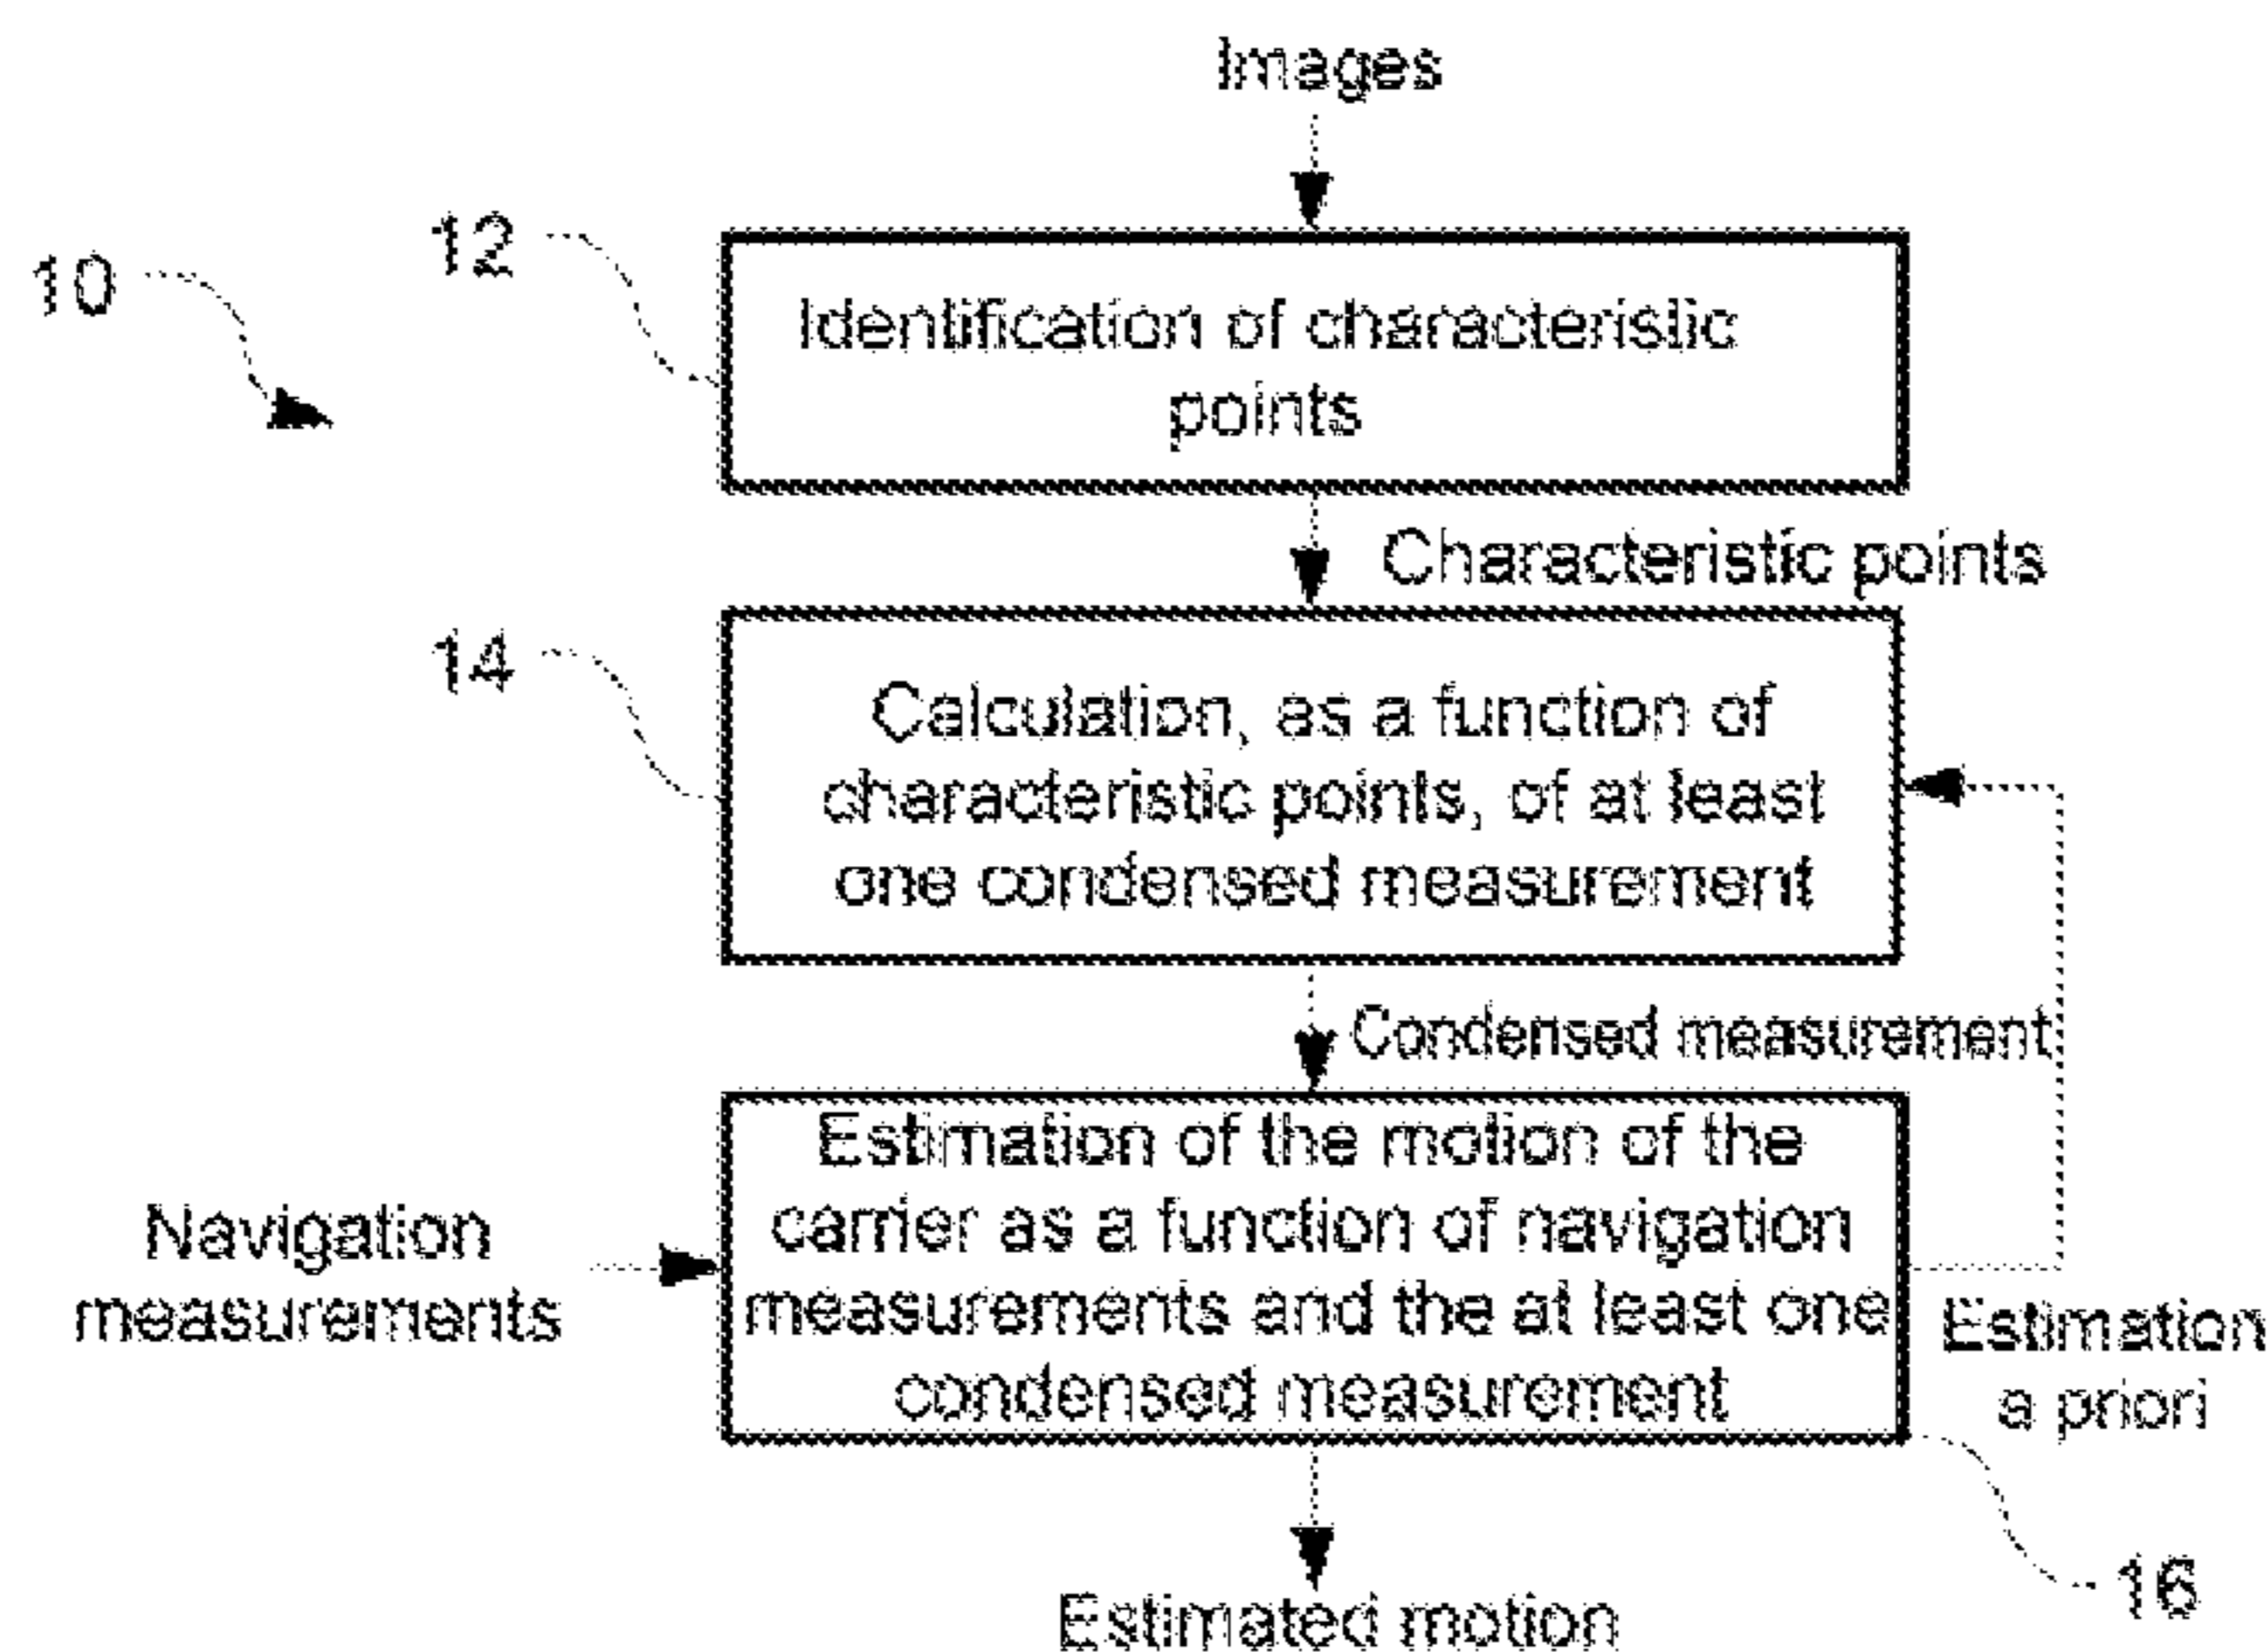 Images
10
12
Identification of characteristic
points
Characteristic points
14
Calculation, as a function of
characteristic points, of at least
one condensed measurement
Condensed measurement
Navigation
measurements
Estimation of the motion of the
carrier as a function of navigation
measurements and the at least one
condensed measurement
Estimation
a priori
16
Estimated motion